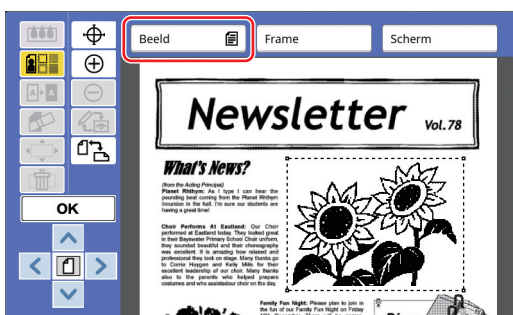 Beeld
Frame
Scherm
A A
OK
Newsletter Vol.78
What's News?
(from the Acting Principal)
Planet Rhthym: As I type I can hear the
pounding beat coming from the Planet Rhthym
incursion in the hall. I'm sure our students are
having a great time!
Choir Performs At Eastland: Our Choir
performed at Eastland today. They looked great
in their Bayswater Primary School Choir uniform,
they sounded beautiful and their choreography
was excellent. It is amazing how relaxed and
professional they look on stage. Many thanks go
to Corrie Hygson and Kelly Mills for their
excellent leadership of our choir. Many thanks
also to the parents who helped prepare
costumes and who assistedour choir on the day.
Family Fun Night: Please plan to join in
the fun of our Family Fun Night on Friday